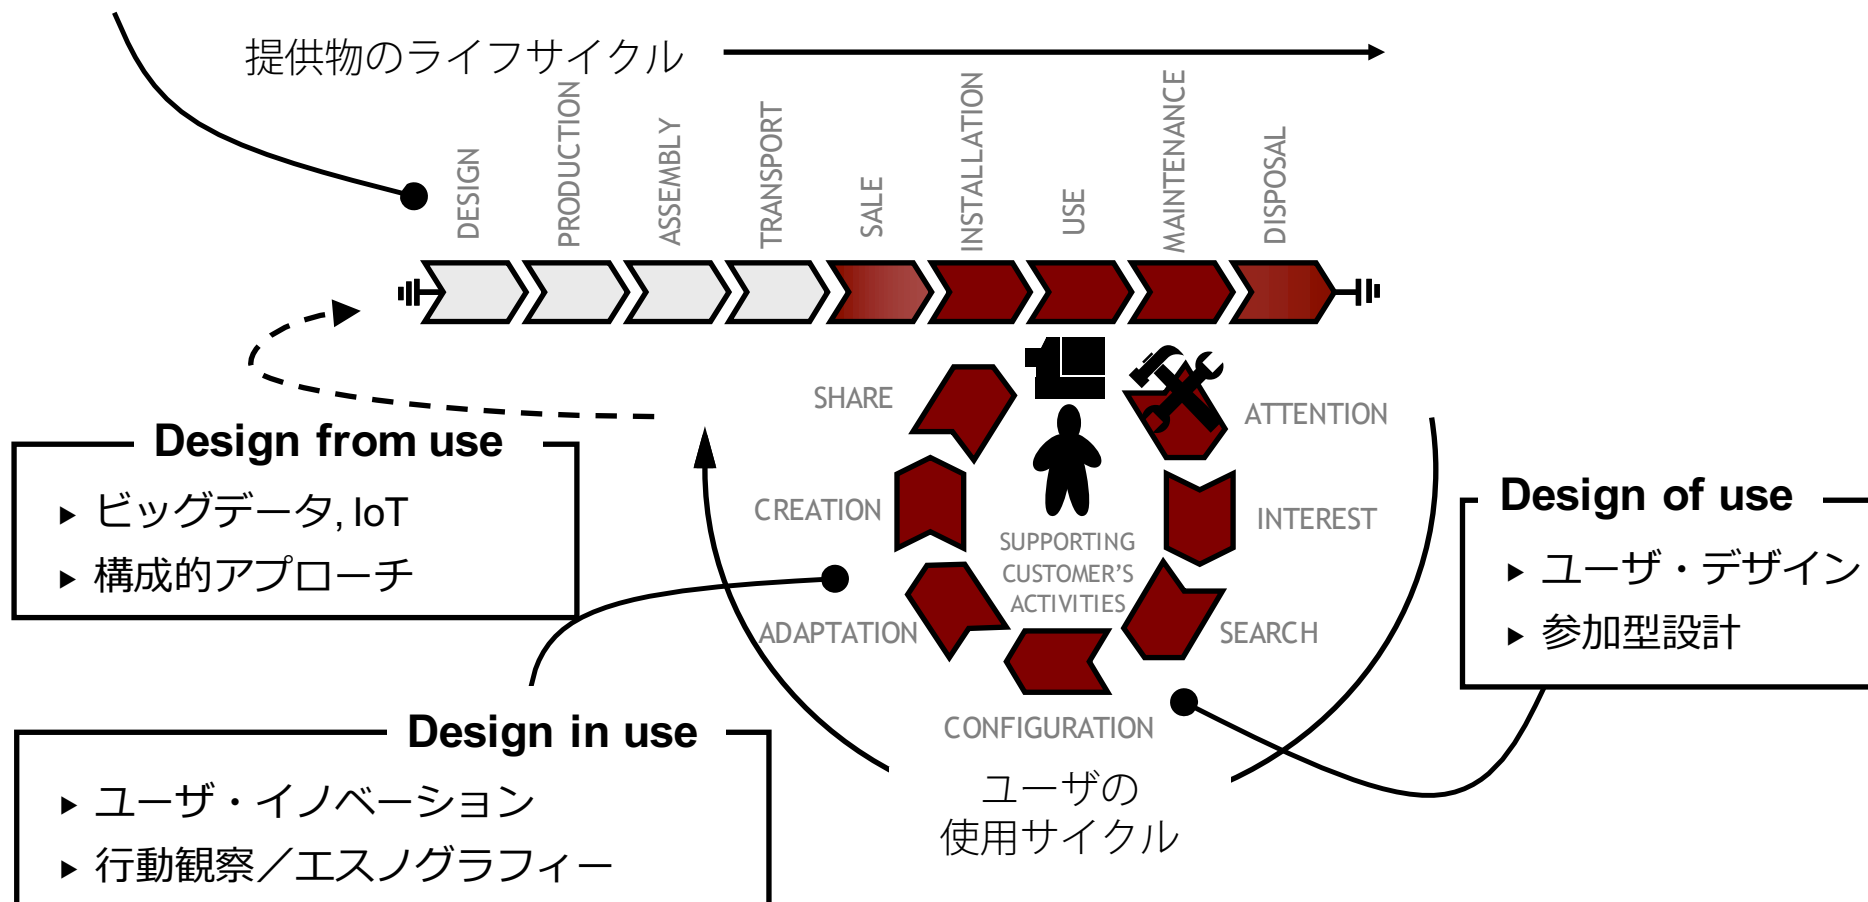 提供物のライフサイクル
DESIGN
PRODUCTION
ASSEMBLY
TRANSPORT
SALE
INSTALLATION
USE
MAINTENANCE
DISPOSAL
SHARE
ATTENTION
CREATION
INTEREST
SUPPORTING
CUSTOMER'S
ACTIVITIES
ADAPTATION
SEARCH
CONFIGURATION
ユーザの
使用サイクル
Design from use
▸ ビッグデータ, IoT
▸ 構成的アプローチ
Design of use
▸ ユーザ・デザイン
▸ 参加型設計
Design in use
▸ ユーザ・イノベーション
▸ 行動観察／エスノグラフィー